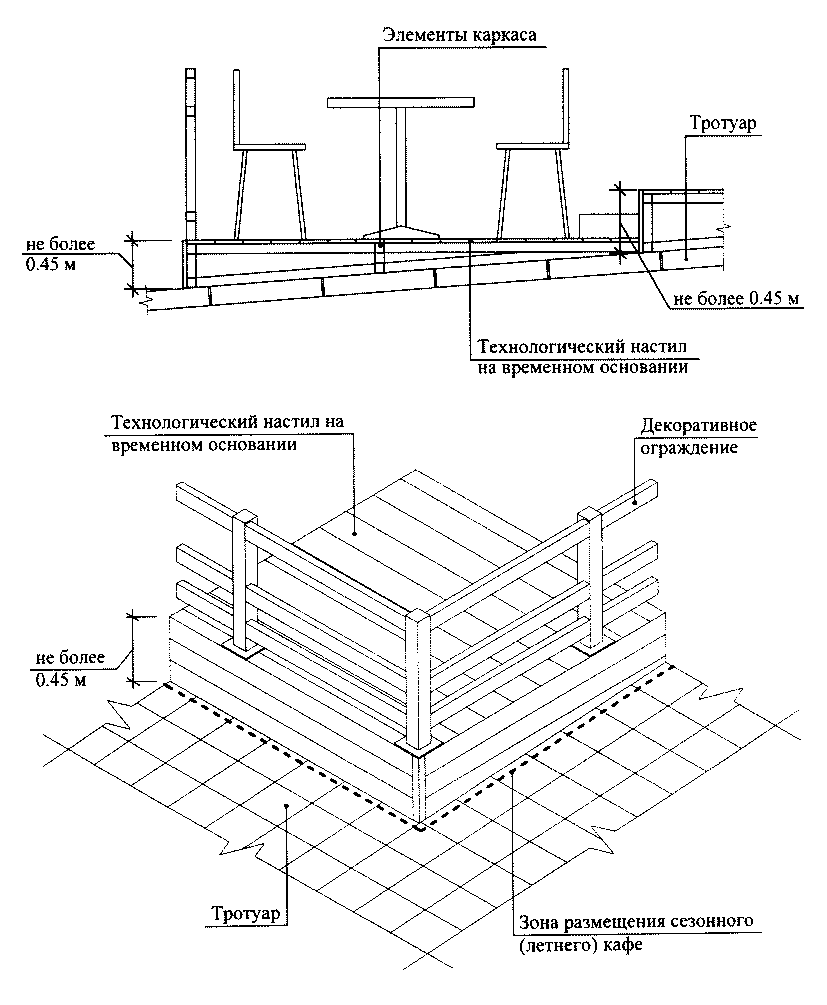 Элементы каркаса
Тротуар
не более
0.45 м
не более 0.45 м
Технологический настил
на временном основании
Технологический настил на
временном основании
Декоративное
ограждение
не более
0.45 м
Тротуар
Зона размещения сезонного
(летнего) кафе